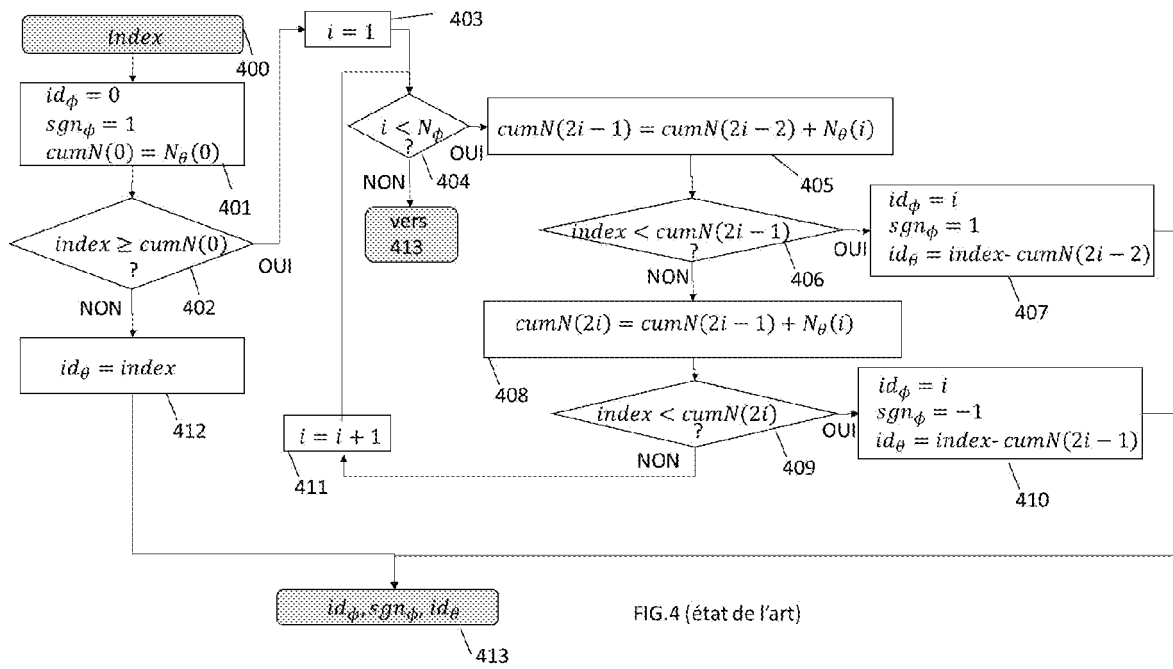 index
400
id_ϕ = 0
sgn_ϕ = 1
cumN(0) = N_θ(0)
401
index ≥ cumN(0)
?
402
OUI
NON
id_θ = index
412
i = 1
403
i < N_ϕ
?
404
OUI
NON
vers
413
cumN(2i − 1) = cumN(2i − 2) + N_θ(i)
405
index < cumN(2i − 1)
?
406
OUI
NON
id_ϕ = i
sgn_ϕ = 1
id_θ = index- cumN(2i − 2)
407
cumN(2i) = cumN(2i − 1) + N_θ(i)
408
index < cumN(2i)
?
409
OUI
NON
id_ϕ = i
sgn_ϕ = −1
id_θ = index- cumN(2i − 1)
410
i = i + 1
411
id_ϕ, sgn_ϕ, id_θ
413
FIG.4 (état de l'art)